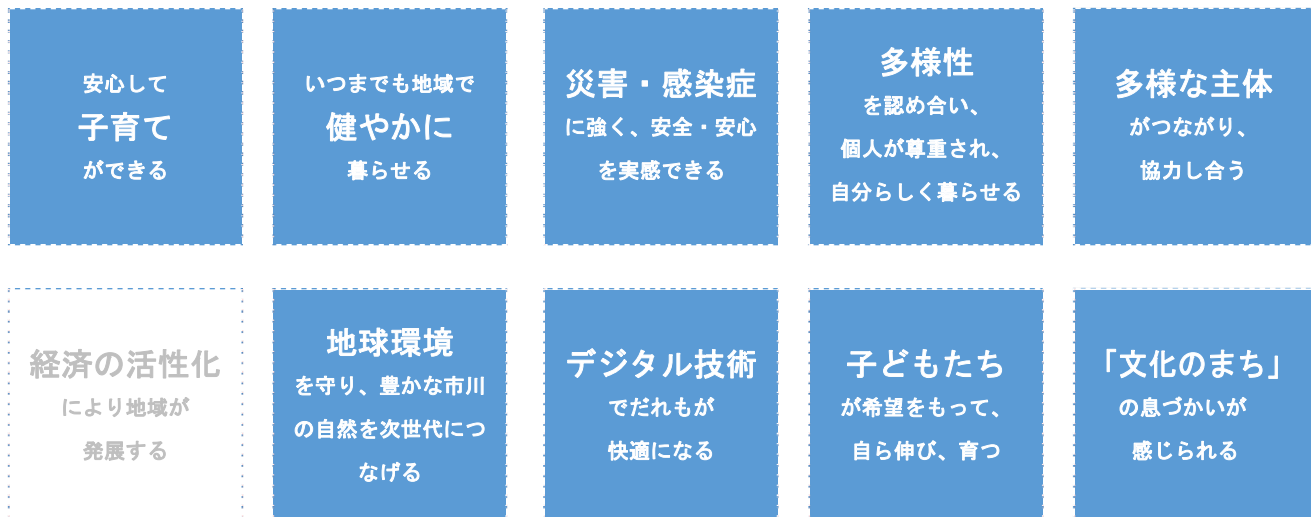 安心して
子育て
ができる
いつまでも地域で
健やかに
暮らせる
災害・感染症
に強く、安全・安心
を実感できる
多様性
を認め合い、
個人が尊重され、
自分らしく暮らせる
多様な主体
がつながり、
協力し合う
経済の活性化
により地域が
発展する
地球環境
を守り、豊かな市川
の自然を次世代につ
なげる
デジタル技術
でだれもが
快適になる
子どもたち
が希望をもって、
自ら伸び、育つ
「文化のまち」
の息づかいが
感じられる